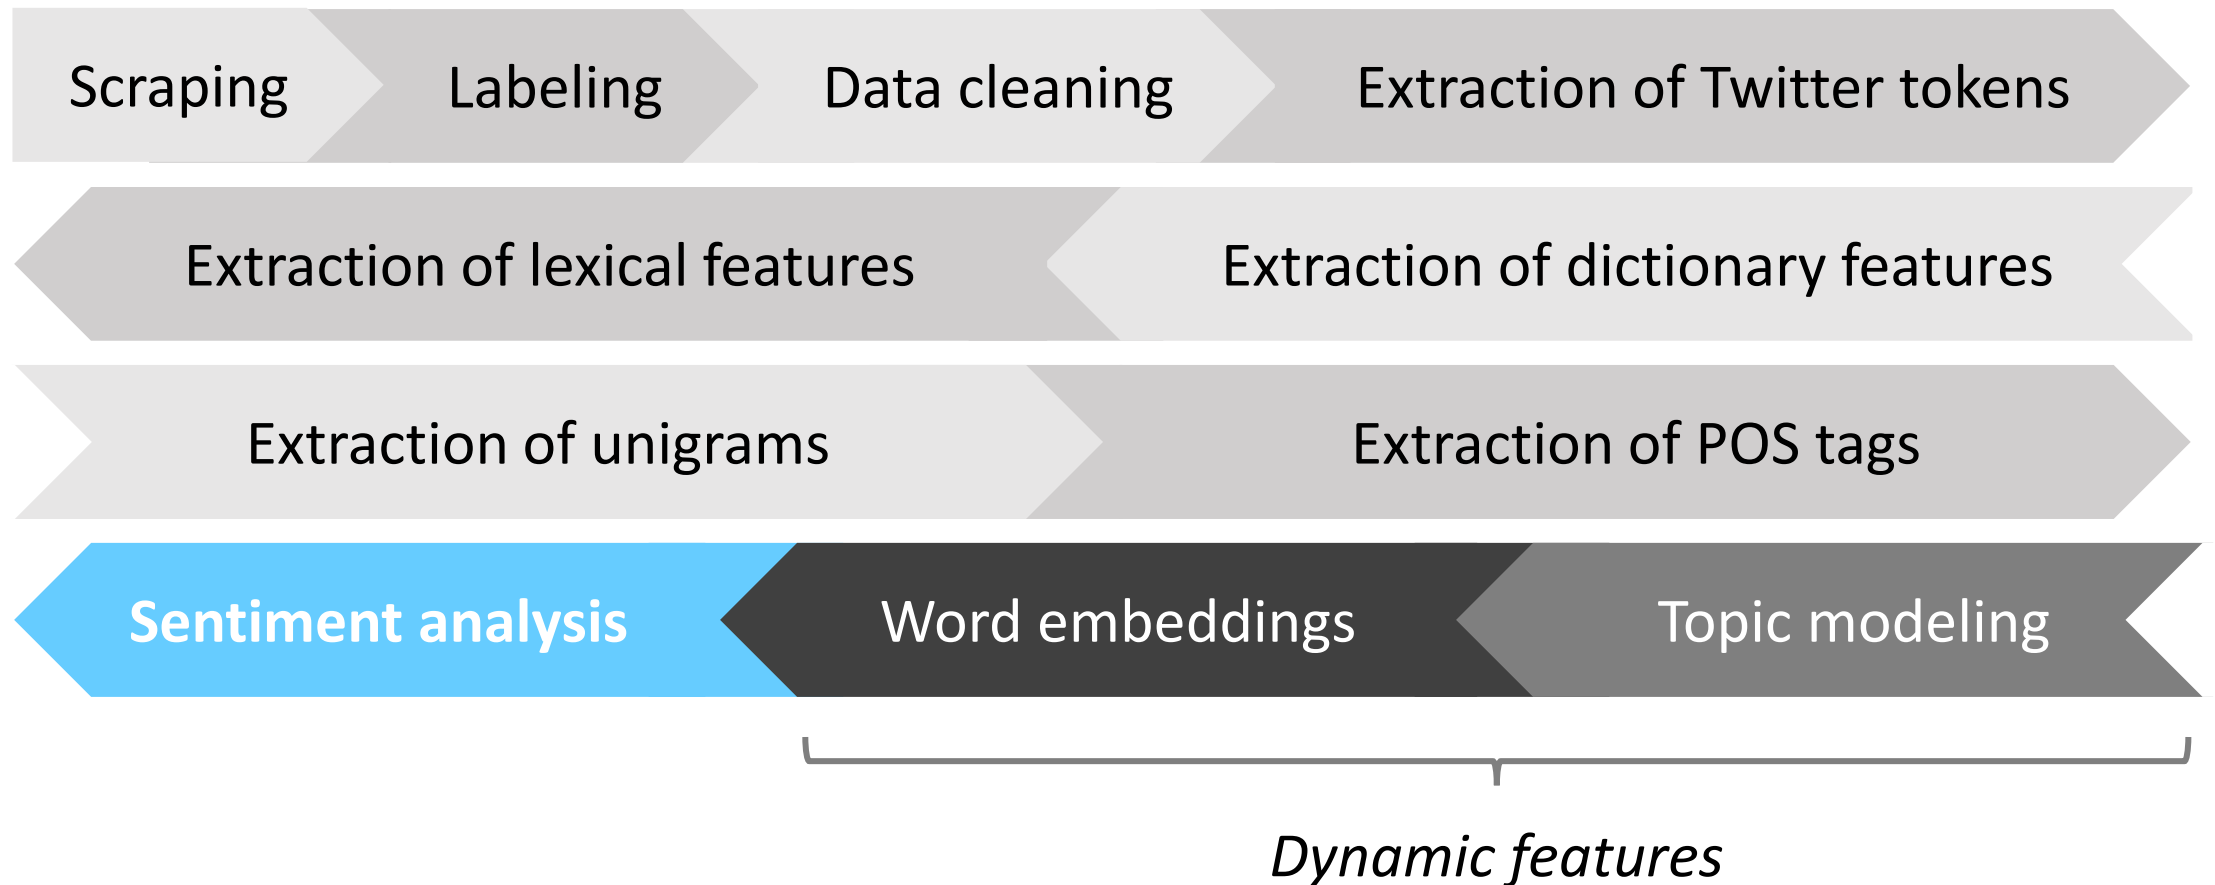 Scraping
Labeling
Data cleaning
Extraction of Twitter tokens
Extraction of lexical features
Extraction of dictionary features
Extraction of unigrams
Extraction of POS tags
Sentiment analysis
Word embeddings
Topic modeling
Dynamic features